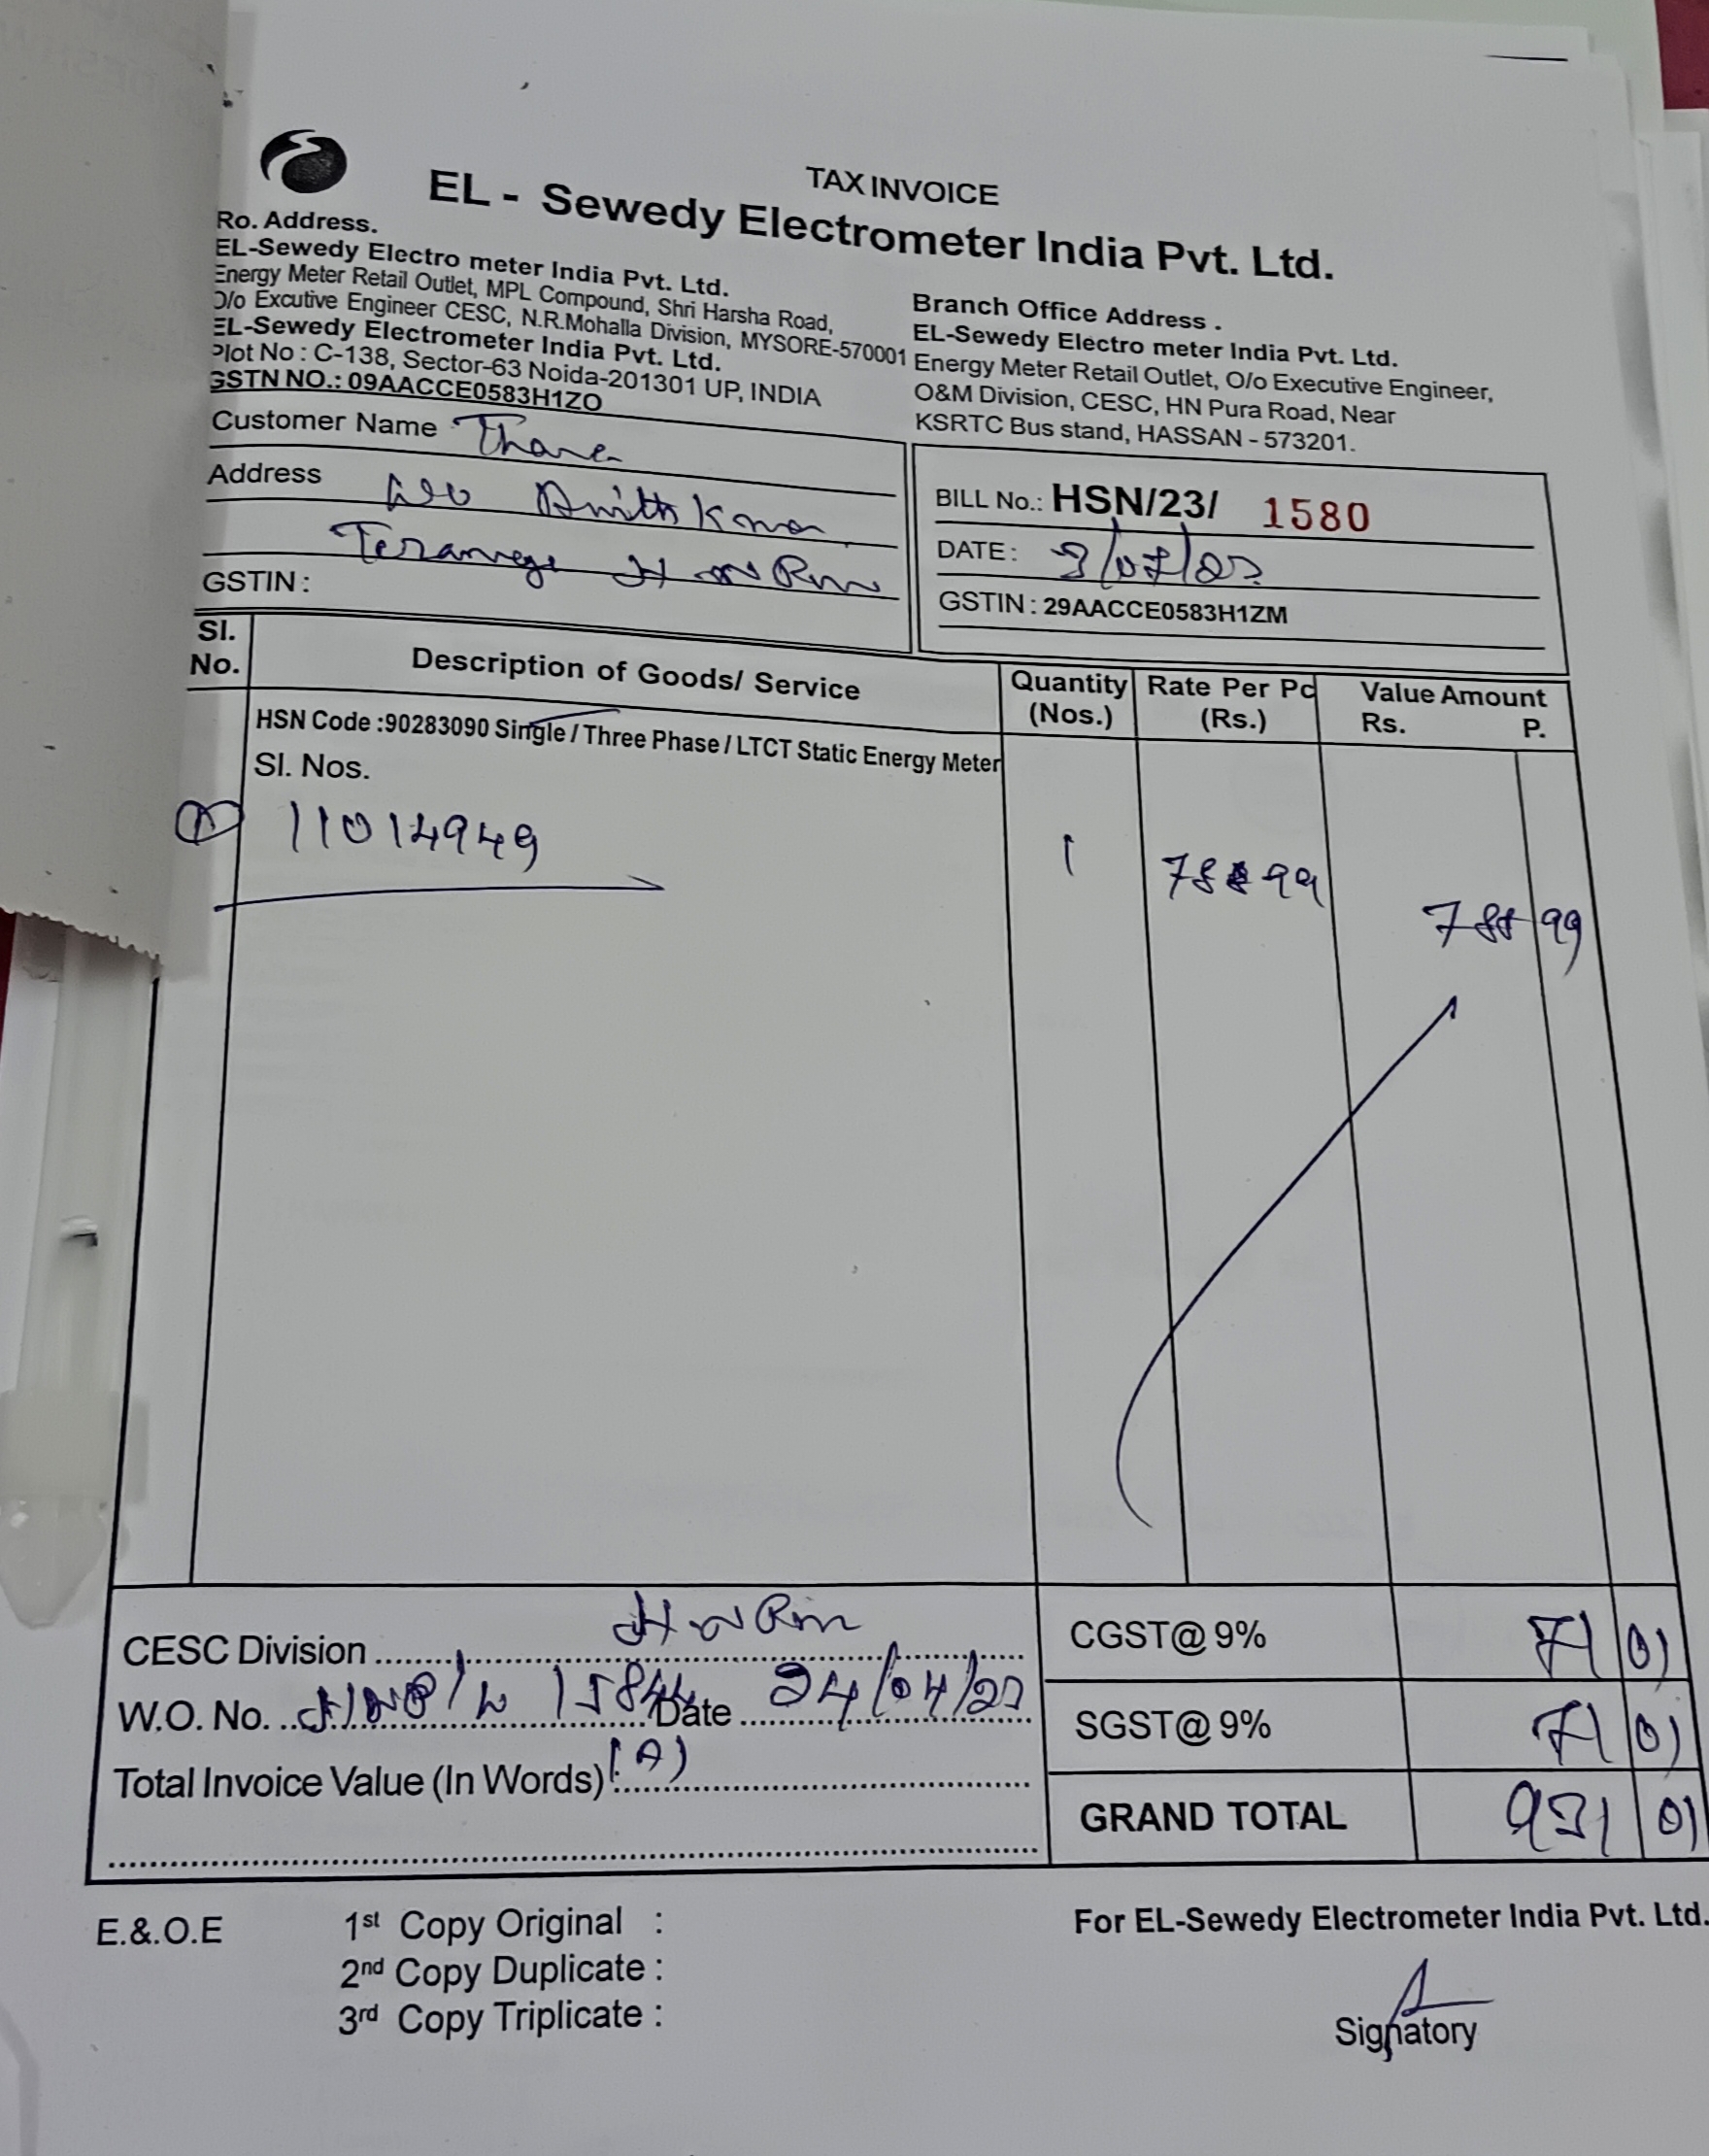 TAX INVOICE
EL - Sewedy Electrometer India Pvt. Ltd.
Ro. Address.
EL-Sewedy Electro meter India Pvt. Ltd.
Energy Meter Retail Outlet, MPL Compound, Shri Harsha Road,
O/o Excutive Engineer CESC, N.R.Mohalla Division, MYSORE-570001
EL-Sewedy Electrometer India Pvt. Ltd.
Plot No : C-138, Sector-63 Noida-201301 UP, INDIA
GSTN NO.: 09AACCE0583H1ZO
Branch Office Address .
EL-Sewedy Electro meter India Pvt. Ltd.
Energy Meter Retail Outlet, O/o Executive Engineer,
O&M Division, CESC, HN Pura Road, Near
KSRTC Bus stand, HASSAN - 573201.
Customer Name
Address
GSTIN :
BILL No.: HSN/23/ 1580
DATE :
GSTIN : 29AACCE0583H1ZM
Sl. No. Description of Goods/ Service Quantity (Nos.) Rate Per Pc (Rs.) Value Amount Rs. P.
HSN Code :90283090 Single / Three Phase / LTCT Static Energy Meter
Sl. Nos.
11014949 1
CESC Division
CGST@ 9% 71 01
W.O. No. Date
SGST@ 9% 71 01
Total Invoice Value (In Words) (A)
GRAND TOTAL 931 01
E.&.O.E
1st Copy Original :
2nd Copy Duplicate :
3rd Copy Triplicate :
For EL-Sewedy Electrometer India Pvt. Ltd.
Signatory